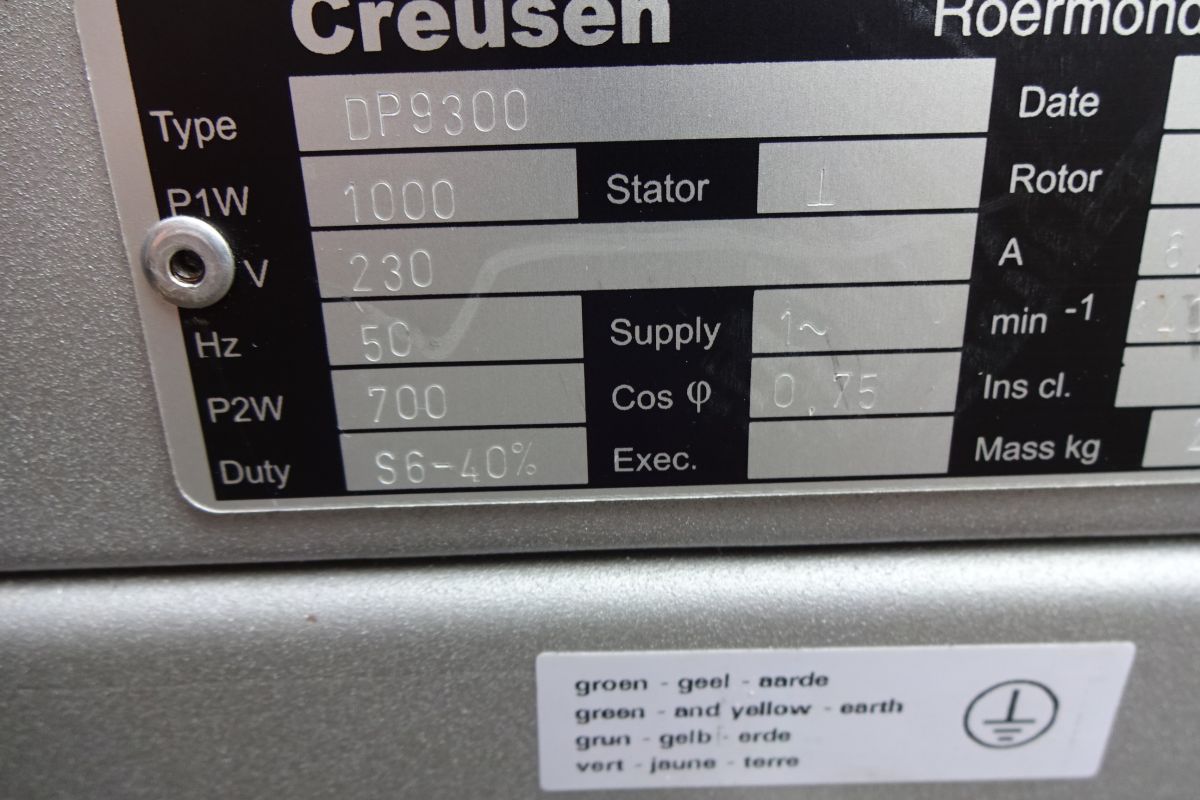 Creusen Roermond
Type DP9300 Date
P1W 1000 Stator ⊥ Rotor
V 230 A
Hz 50 Supply 1~ min -1
P2W 700 Cos φ 0,75 Ins cl.
Duty S6-40% Exec. Mass kg
groen - geel - aarde
green - and yellow - earth
grun - gelb - erde
vert - jaune - terre